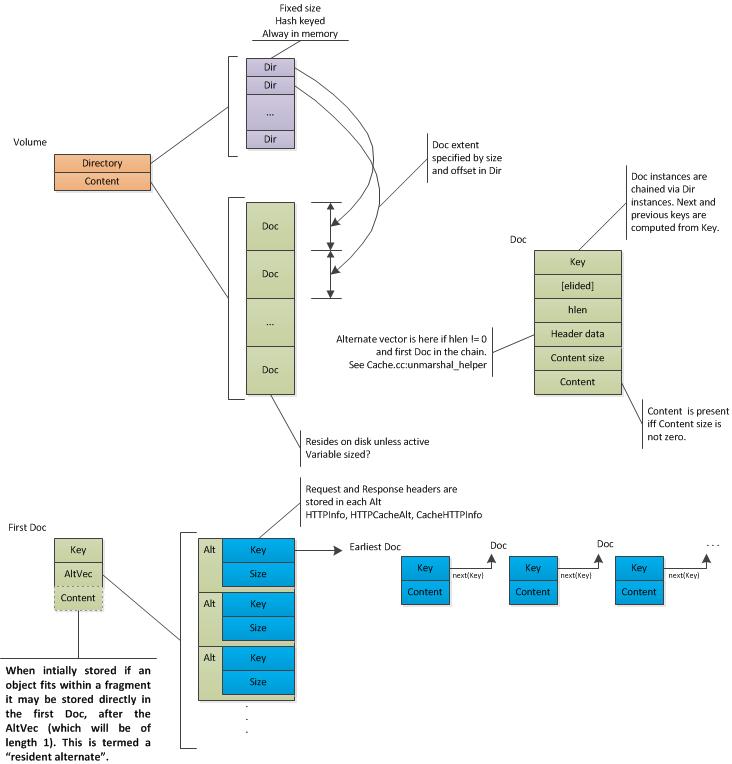 Fixed size
Hash keyed
Alway in memory
Dir
Dir
...
Dir
Volume
Directory
Content
Doc extent
specified by size
and offset in Dir
Doc
Doc
...
Doc
Doc instances are
chained via Dir
instances. Next and
previous keys are
computed from Key.
Doc
Key
[elided]
hlen
Header data
Content size
Content
Alternate vector is here if hlen != 0
and first Doc in the chain.
See Cache.cc:unmarshal_helper
Content is present
iff Content size is
not zero.
Resides on disk unless active
Variable sized?
Request and Response headers are
stored in each Alt
HTTPInfo, HTTPCacheAlt, CacheHTTPInfo
First Doc
Key
AltVec
Content
Alt
Key
Size
Alt
Key
Size
Alt
Key
Size
Earliest Doc
Key
Content
next(Key)
Doc
Key
Content
next(Key)
Doc
Key
Content
next(Key)
...
When intially stored if an
object fits within a fragment
it may be stored directly in
the first Doc, after the
AltVec (which will be of
length 1). This is termed a
“resident alternate”.